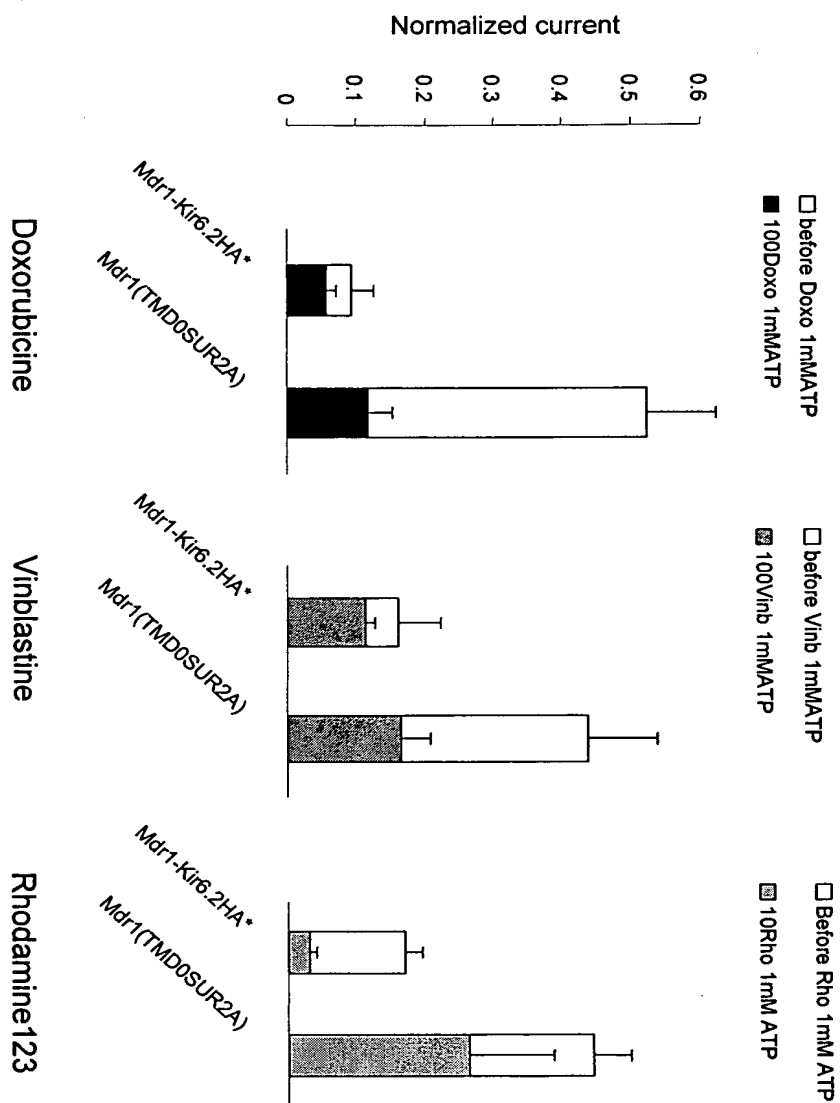 Normalized current
0.6
0.5
0.4
0.3
0.2
0.1
0
before Doxo 1mMATP
100Doxo 1mMATP
Mdr1-Kir6.2HA*
Mdr1(TMD0SUR2A)
Doxorubicine
before Vinb 1mMATP
100Vinb 1mMATP
Mdr1-Kir6.2HA*
Mdr1(TMD0SUR2A)
Vinblastine
Before Rho 1mM ATP
10Rho 1mM ATP
Mdr1-Kir6.2HA*
Mdr1(TMD0SUR2A)
Rhodamine123